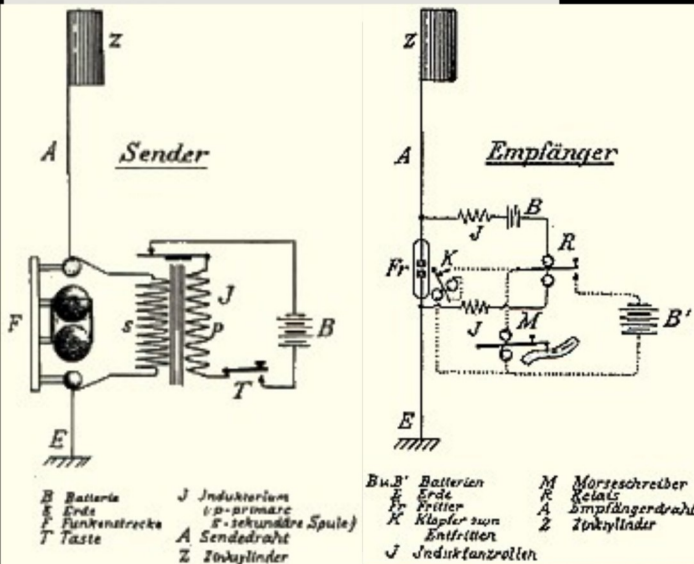 Z
A
Sender
F
s
J
p
B
T
E
B Batterie
E Erde
F Funkenstrecke
T Taste
J Induktorium
(p-primäre
s-sekundäre Spule)
A Sendedraht
Z Zinkzylinder
Z
A
Empfänger
J
B
R
Fr
K
J
M
B'
E
B u. B' Batterien
E Erde
Fr Fritter
K Klopfer zum
Entfritten
J Induktanzrollen
M Morseschreiber
R Relais
A Empfängerdraht
Z Zinkzylinder